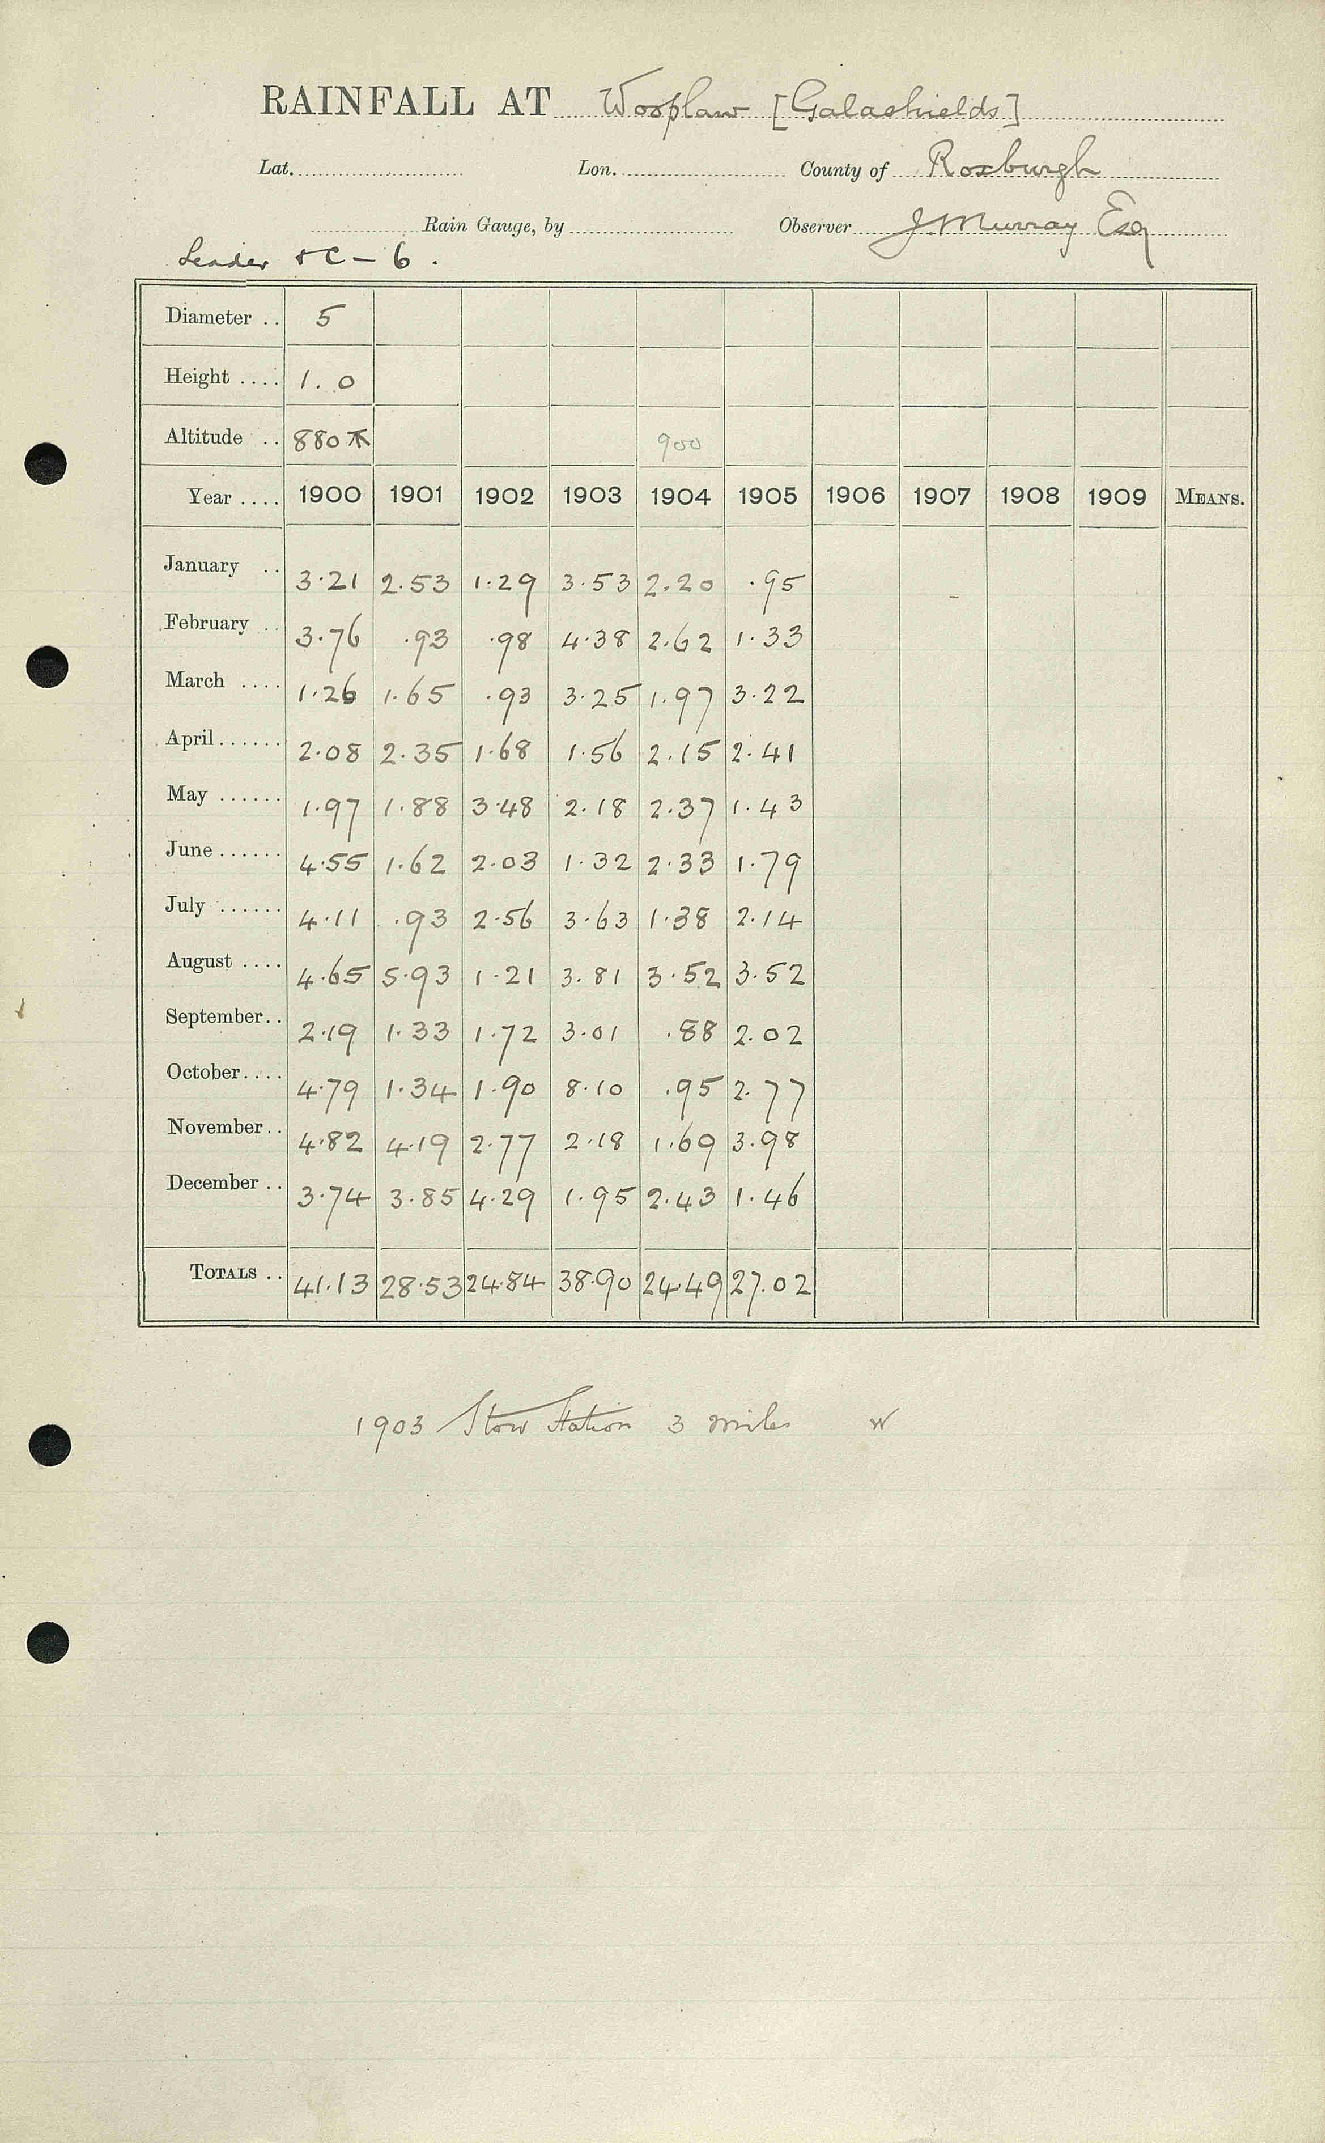 RAINFALL AT Wooplaw [Galashields]
Lat. Lon. County of Roxburgh
Rain Gauge, by Observer J Murray Esq
Leader & C - 6.
Diameter .. 5
Height .... 1. 0
Altitude .. 880 900
Year .... 1900 1901 1902 1903 1904 1905 1906 1907 1908 1909 MEANS.
January .. 3.21 2.53 1.29 3.53 2.20 .95
February .. 3.76 .93 .98 4.38 2.62 1.33
March .... 1.26 1.65 .93 3.25 1.97 3.22
April...... 2.08 2.35 1.68 1.56 2.15 2.41
May ...... 1.97 1.88 3.48 2.18 2.37 1.43
June ...... 4.55 1.62 2.03 1.32 2.33 1.79
July ...... 4.11 .93 2.56 3.63 1.38 2.14
August .... 4.65 5.93 1.21 3.81 3.52 3.52
September.. 2.19 1.33 1.72 3.01 .88 2.02
October.... 4.79 1.34 1.90 8.10 .95 2.77
November.. 4.82 4.19 2.77 2.18 1.69 3.98
December .. 3.74 3.85 4.29 1.95 2.43 1.46
TOTALS .. 41.13 28.53 24.84 38.90 24.49 27.02
1903 Stow Station 3 miles W